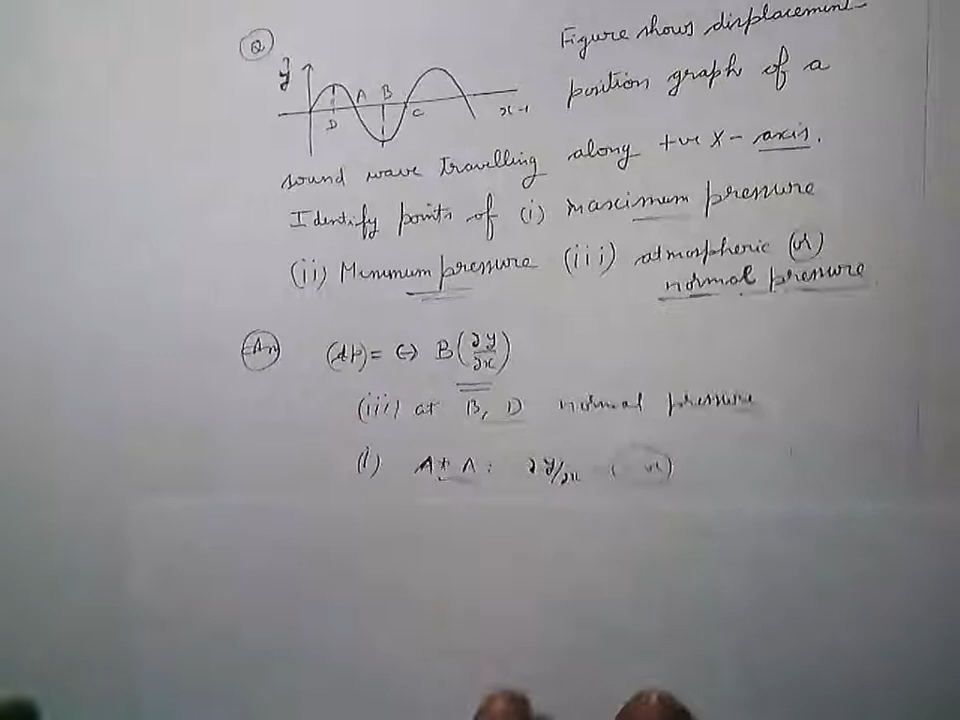 Q
Figure shows displacement-
y A B position graph of a
D C x→
sound wave travelling along +ve X-axis.
Identify points of (i) maximum pressure
(ii) Minimum pressure (iii) atmospheric (or)
normal pressure
Ans (ΔP) = (-) B(∂y/∂x)
(iii) at B, D normal pressure
(i) At A: ∂y/∂x (